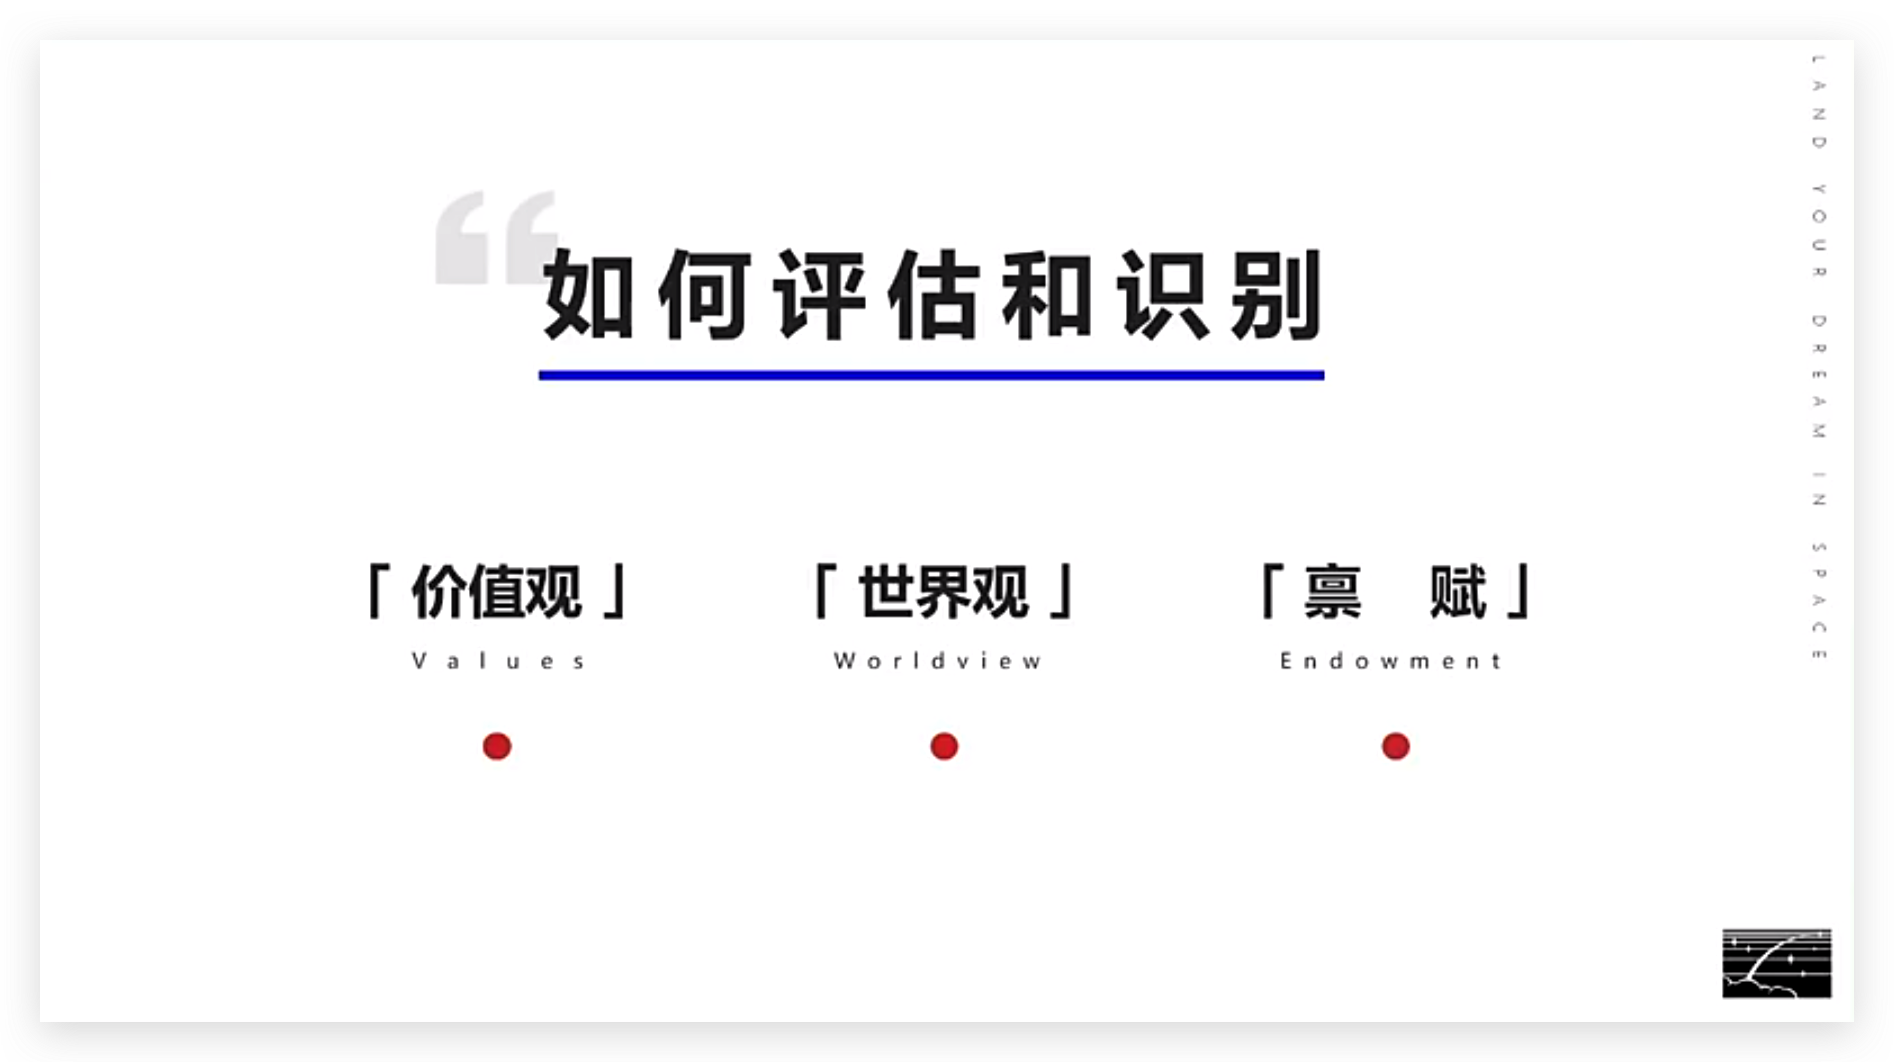 如何评估和识别
「 价值观 」
Values
「 世界观 」
Worldview
「 禀 赋 」
Endowment
LAND YOUR DREAM IN SPACE